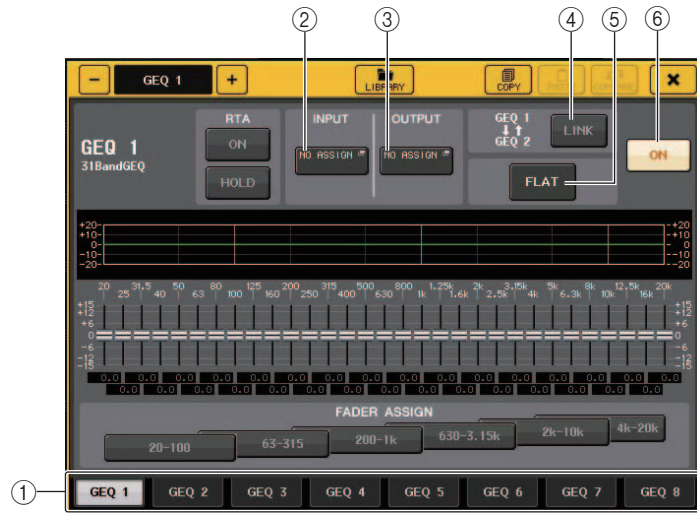 ② ③ ④ ⑤ ⑥
− GEQ 1 + LIBRARY COPY PASTE COMPARE ×
GEQ 1
31BandGEQ
RTA
ON
HOLD
INPUT
NO ASSIGN
OUTPUT
NO ASSIGN
GEQ 1
↓↑
GEQ 2
LINK
FLAT
ON
+20 +20
+10 +10
0 0
-10 -10
-20 -20
20 31.5 50 80 125 200 315 500 800 1.25k 2k 3.15k 5k 8k 12.5k 20k
25 40 63 100 160 250 400 630 1k 1.6k 2.5k 4k 6.3k 10k 16k
+15 +15
+12 +12
+6 +6
0 0
-6 -6
-12 -12
-15 -15
0.0 0.0 0.0 0.0 0.0 0.0 0.0 0.0 0.0 0.0 0.0 0.0 0.0 0.0 0.0 0.0
0.0 0.0 0.0 0.0 0.0 0.0 0.0 0.0 0.0 0.0 0.0 0.0 0.0 0.0 0.0
FADER ASSIGN
20-100 63-315 200-1k 630-3.15k 2k-10k 4k-20k
① GEQ 1 GEQ 2 GEQ 3 GEQ 4 GEQ 5 GEQ 6 GEQ 7 GEQ 8